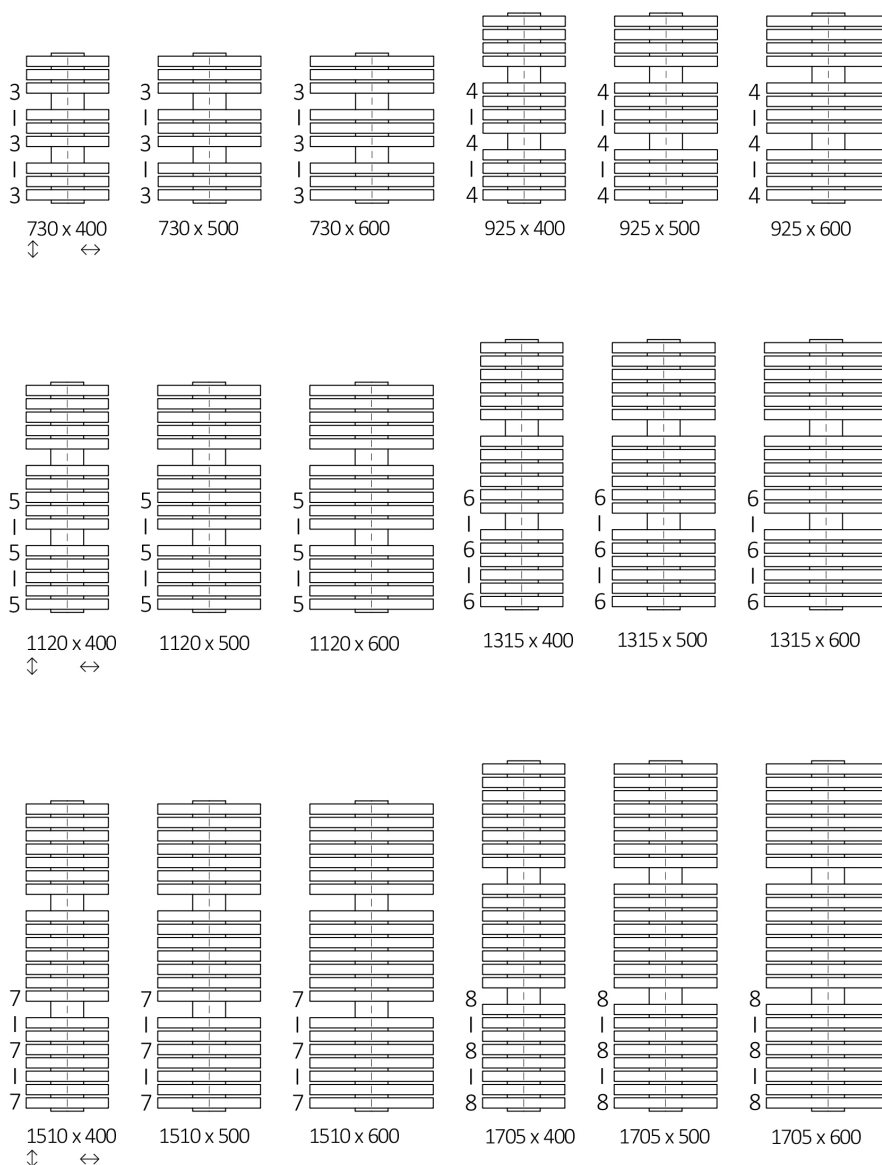 3 3 3 4 4 4
I I I I I I
3 3 3 4 4 4
I I I I I I
3 3 3 4 4 4
730 x 400 730 x 500 730 x 600 925 x 400 925 x 500 925 x 600
↕ ↔
5 5 5 6 6 6
I I I I I I
5 5 5 6 6 6
I I I I I I
5 5 5 6 6 6
1120 x 400 1120 x 500 1120 x 600 1315 x 400 1315 x 500 1315 x 600
↕ ↔
7 7 7 8 8 8
I I I I I I
7 7 7 8 8 8
I I I I I I
7 7 7 8 8 8
1510 x 400 1510 x 500 1510 x 600 1705 x 400 1705 x 500 1705 x 600
↕ ↔